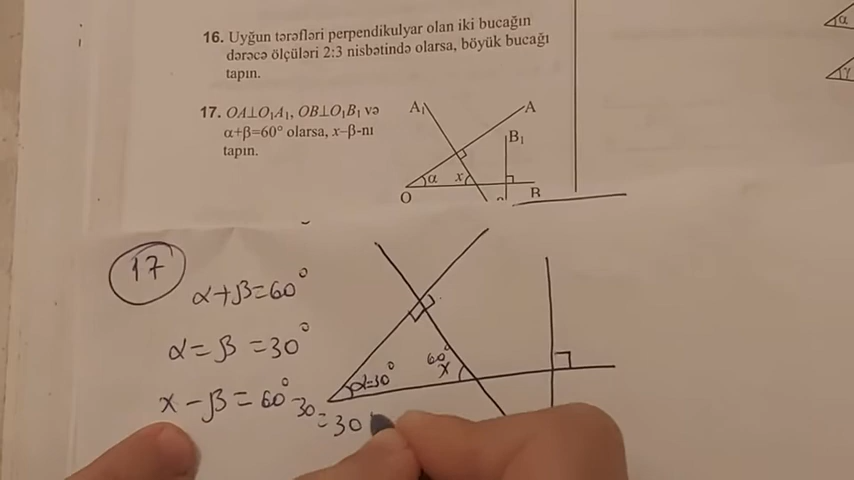 16. Uyğun tərəfləri perpendikulyar olan iki bucağın
dərəcə ölçüləri 2:3 nisbətində olarsa, böyük bucağı
tapın.
17. OA⊥O₁A₁, OB⊥O₁B₁ və
α+β=60° olarsa, x–β-nı
tapın.
A₁
A
B₁
α
x
O
B
α
γ
17
α+β=60°
α=β=30°
x-β=60°-30=30
α=30°
60°
x